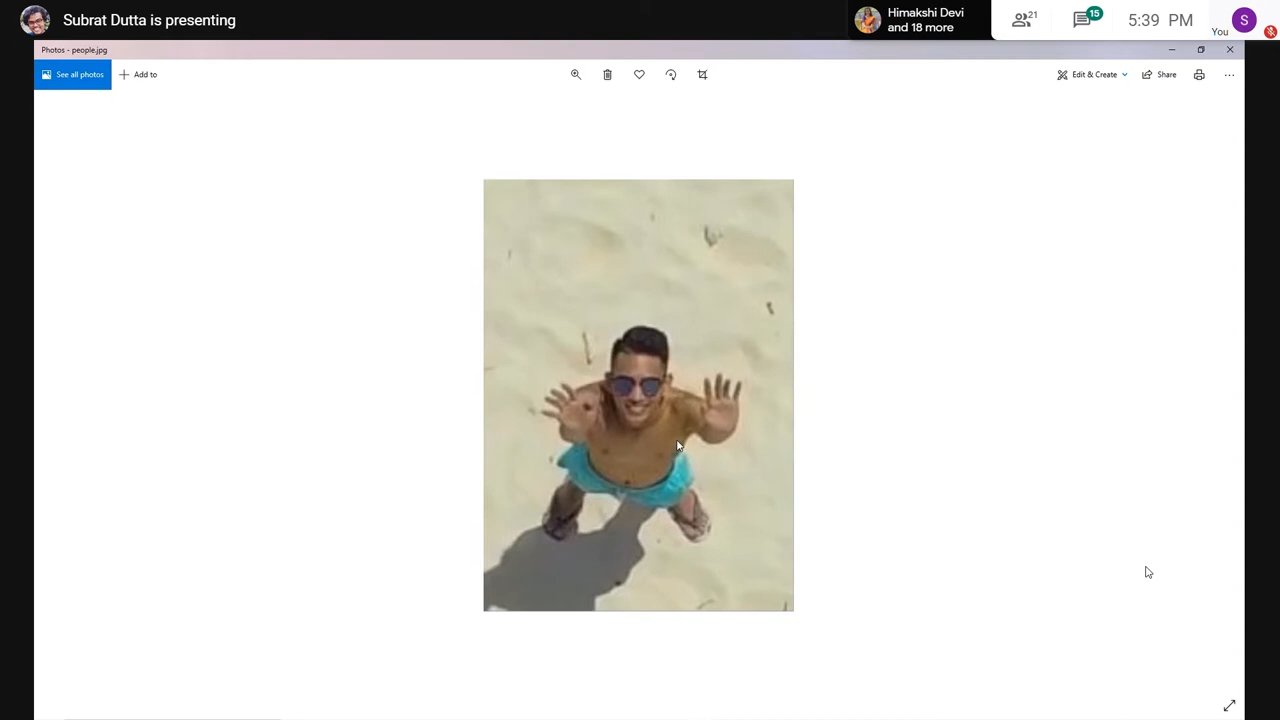 Subrat Dutta is presenting
Himakshi Devi
and 18 more
21
15
5:39 PM
You
S
Photos - people.jpg
See all photos
Add to
Edit & Create
Share